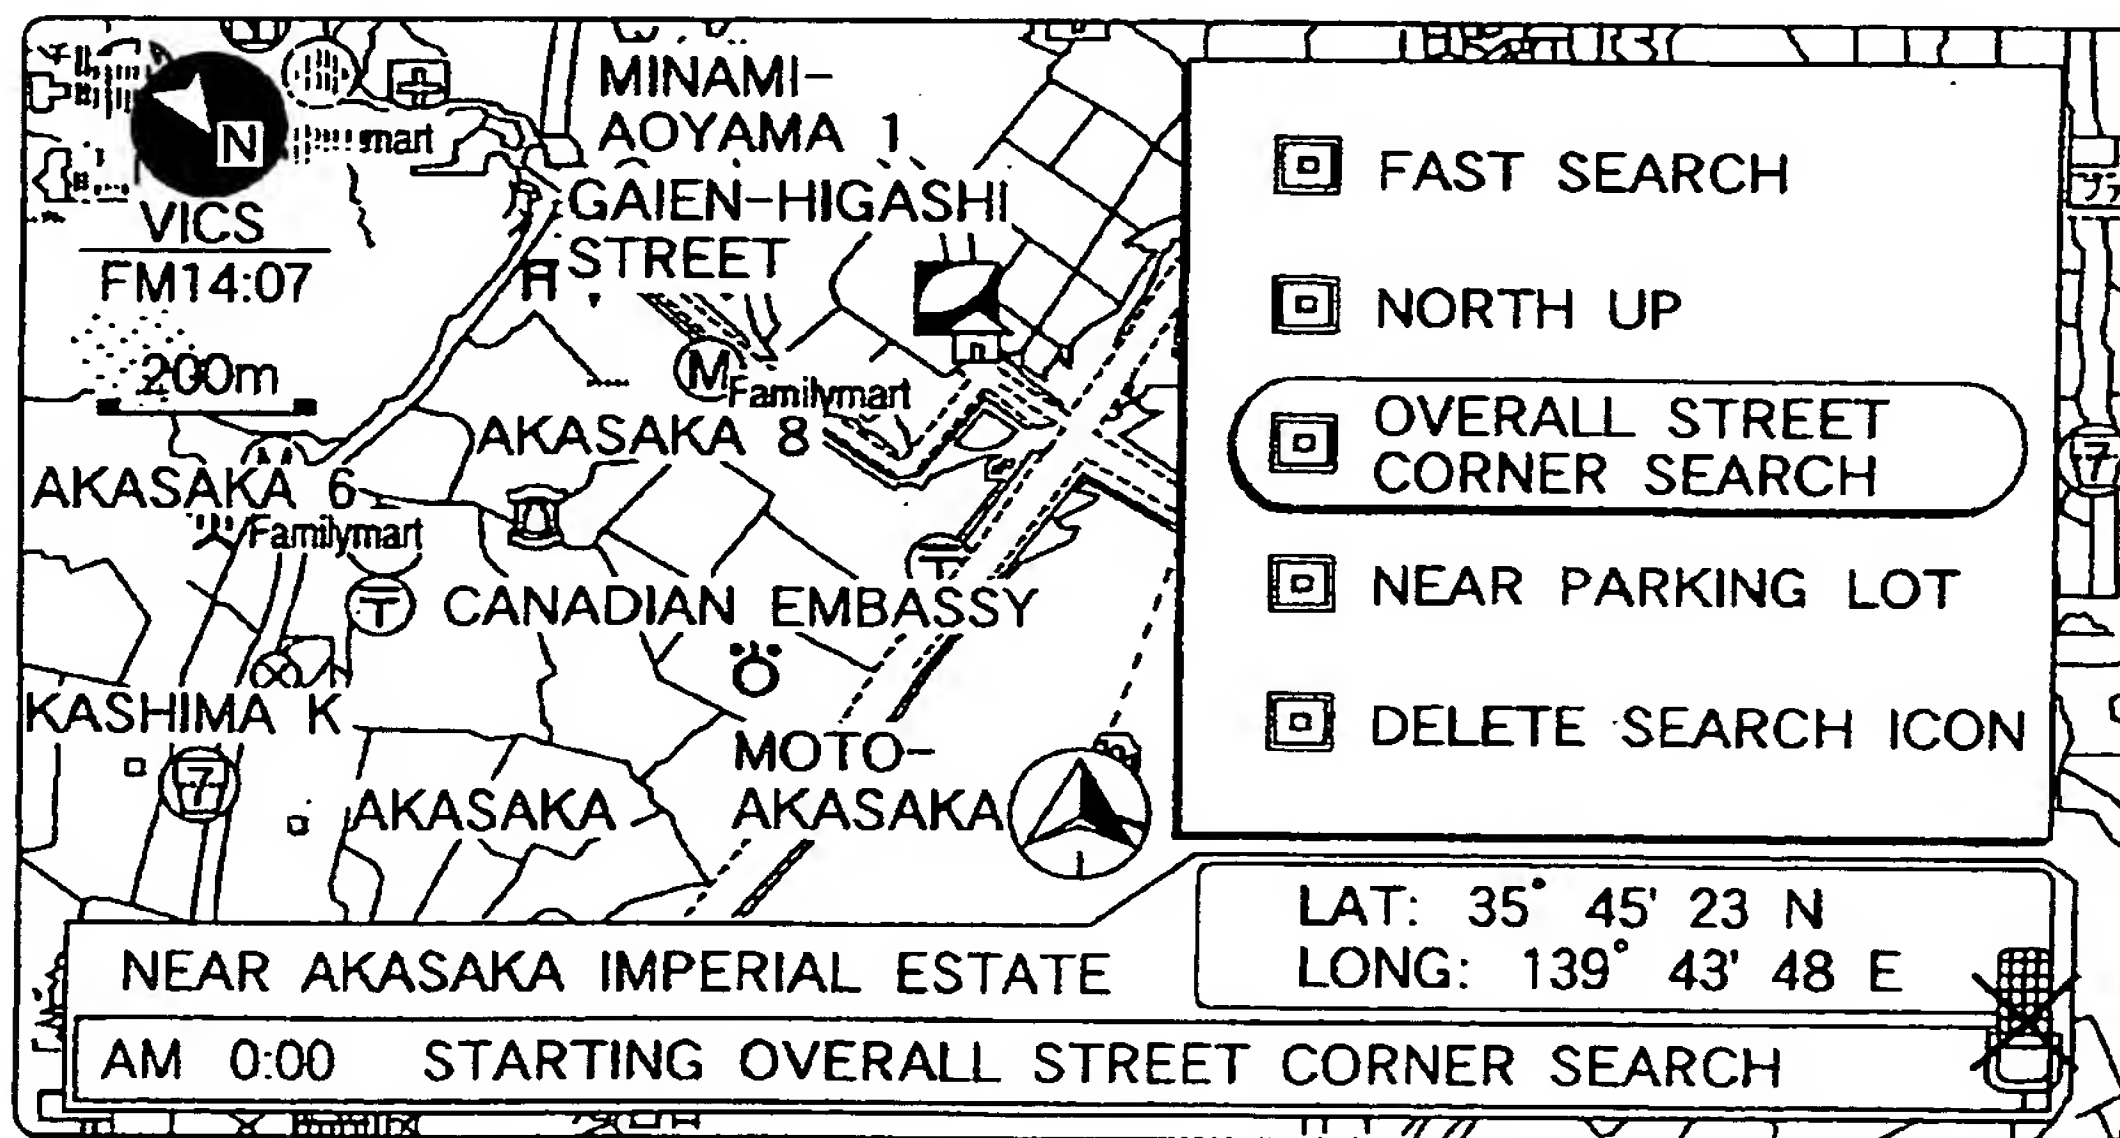 MINAMI-
AOYAMA 1
N
mart
GAIEN-HIGASHI
STREET
VICS
FM14:07
200m
H
M
Familymart
AKASAKA 8
AKASAKA 6
Familymart
CANADIAN EMBASSY
KASHIMA K
7
MOTO-
AKASAKA
AKASAKA
FAST SEARCH
NORTH UP
OVERALL STREET
CORNER SEARCH
NEAR PARKING LOT
DELETE SEARCH ICON
7
LAT: 35° 45' 23 N
LONG: 139° 43' 48 E
NEAR AKASAKA IMPERIAL ESTATE
AM 0:00 STARTING OVERALL STREET CORNER SEARCH